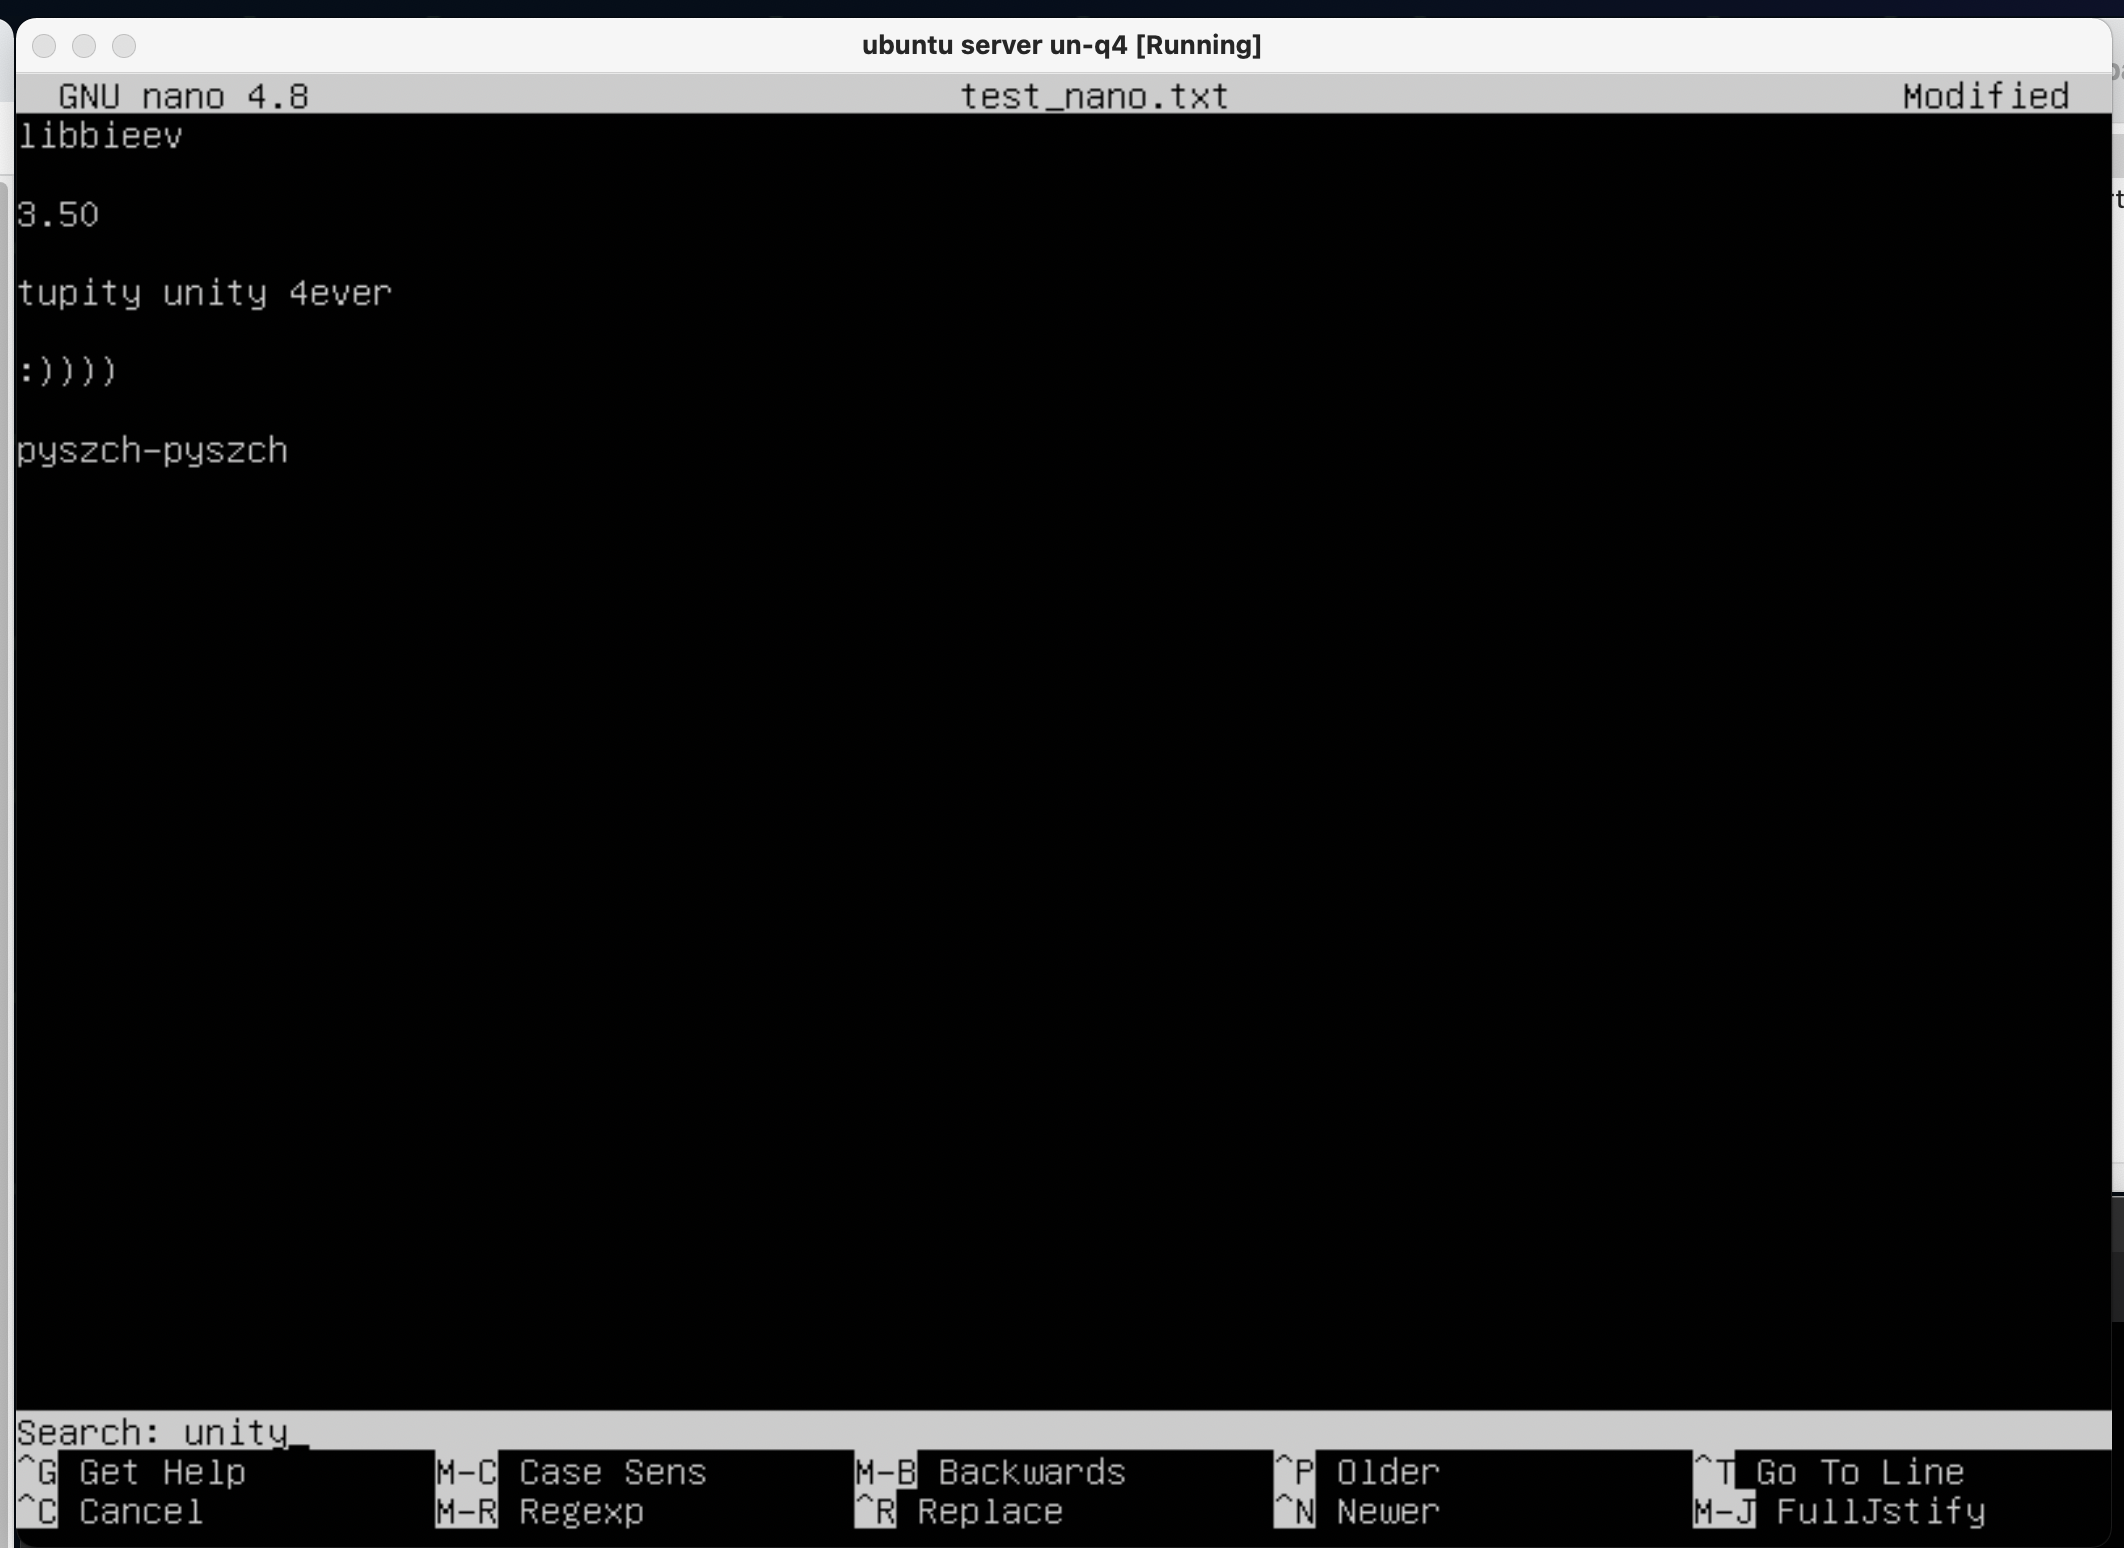 ubuntu server un-q4 [Running]
GNU nano 4.8 test_nano.txt Modified
libbieev
3.50
tupity unity 4ever
:))))
pyszch-pyszch
Search: unity_
^G Get Help M-C Case Sens M-B Backwards ^P Older ^T Go To Line
^C Cancel M-R Regexp ^R Replace ^N Newer M-J FullJstify